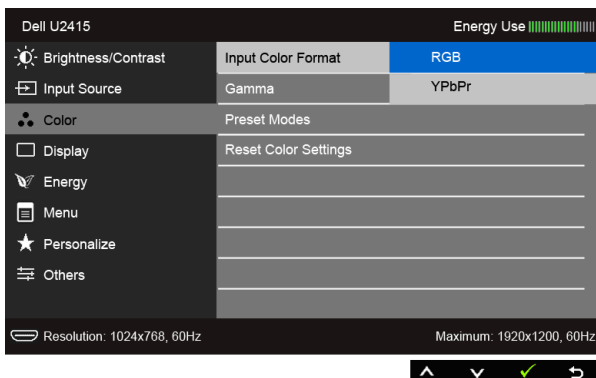 Dell U2415 Energy Use
Brightness/Contrast Input Color Format RGB
Input Source Gamma YPbPr
Color Preset Modes
Display Reset Color Settings
Energy
Menu
Personalize
Others
Resolution: 1024x768, 60Hz Maximum: 1920x1200, 60Hz